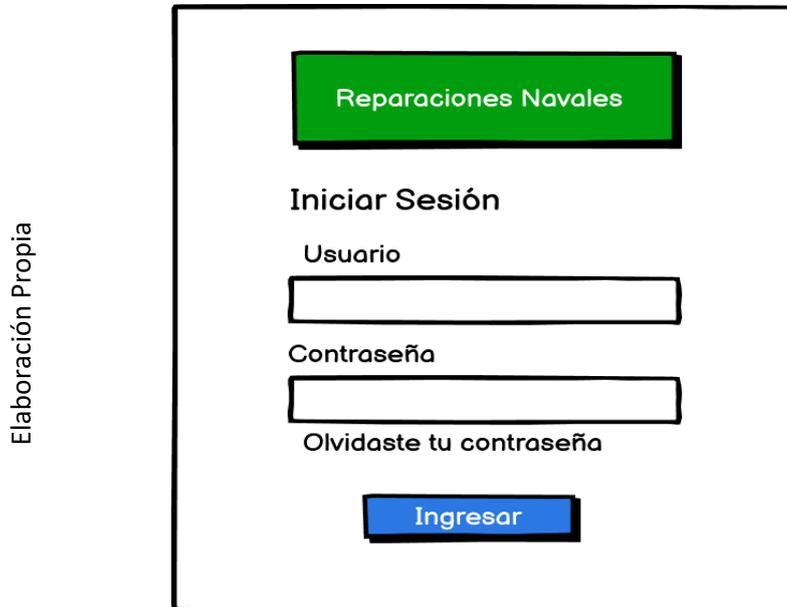 Reparaciones Navales
Iniciar Sesión
Usuario
Contraseña
Olvidaste tu contraseña
Ingresar
Elaboración Propia